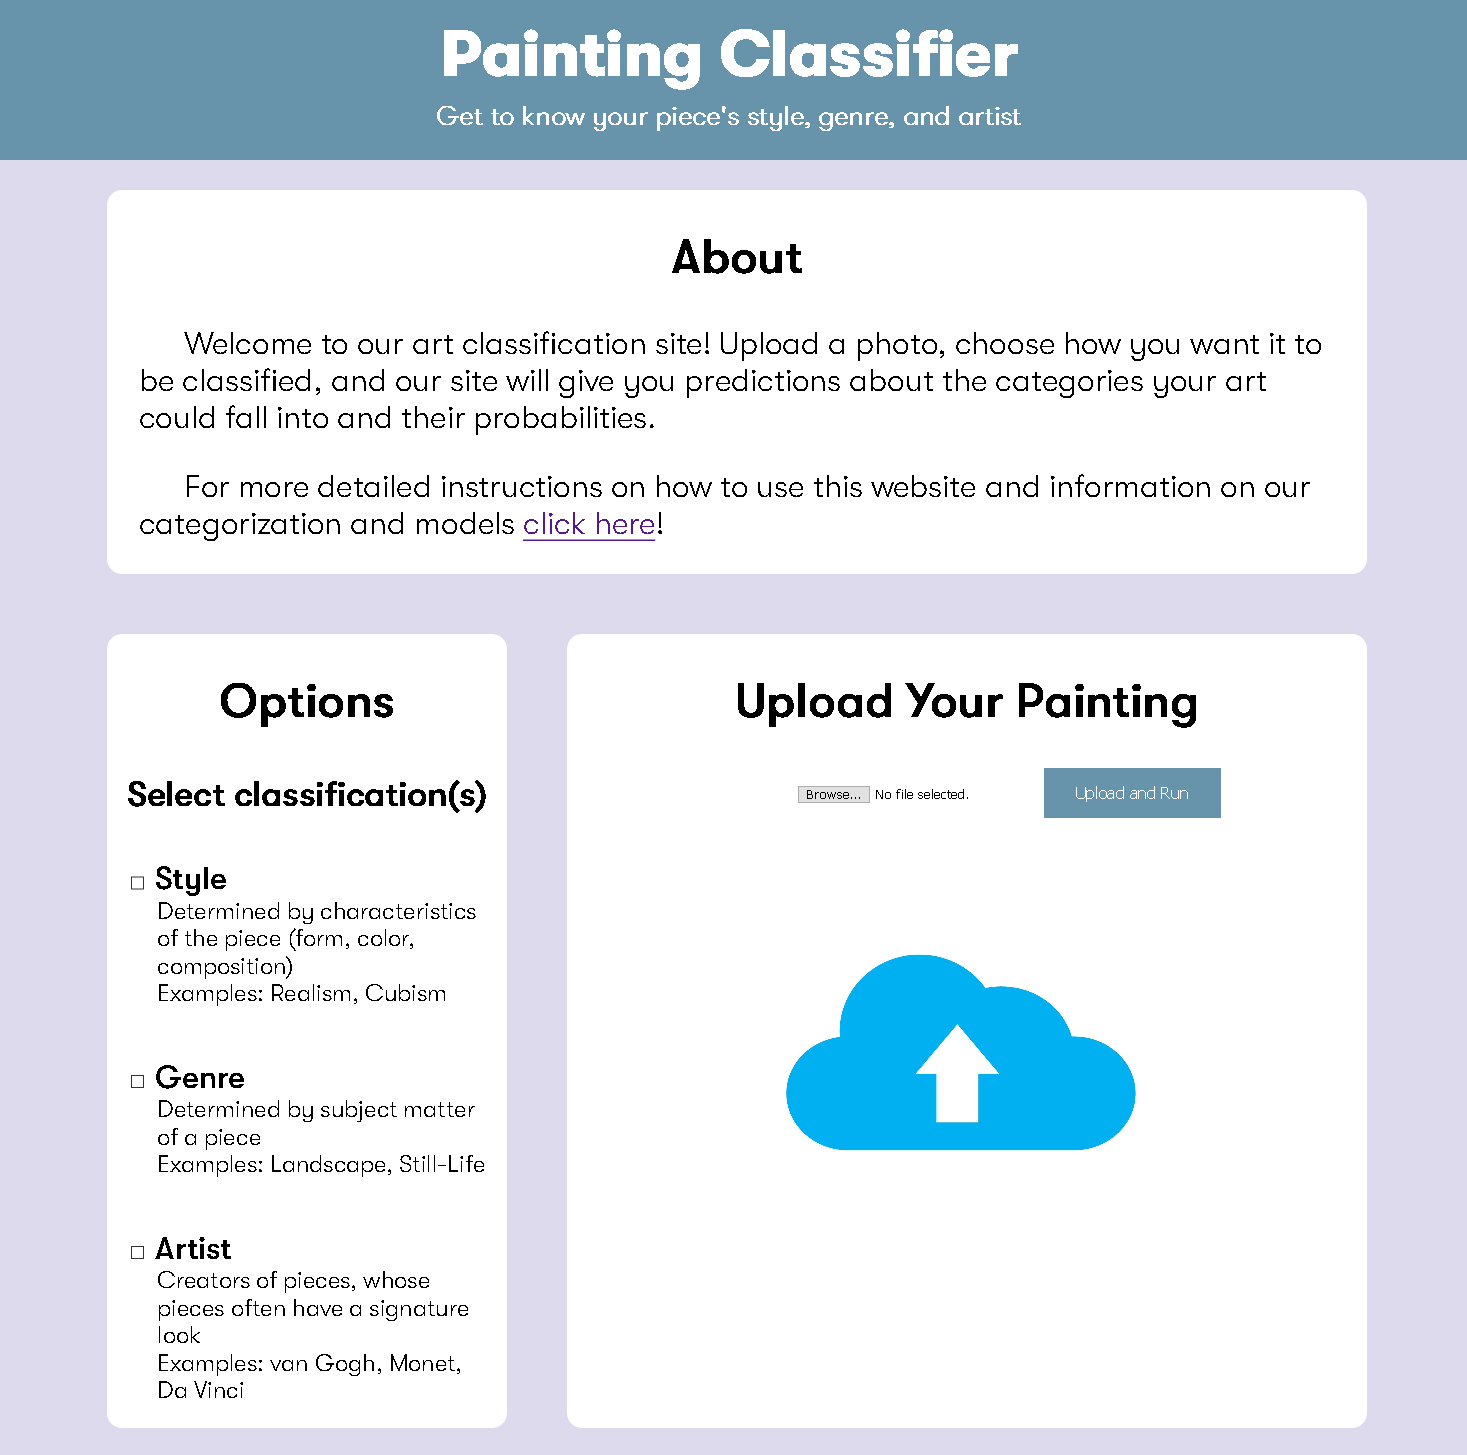 Painting Classifier
Get to know your piece's style, genre, and artist
About
Welcome to our art classification site! Upload a photo, choose how you want it to
be classified, and our site will give you predictions about the categories your art
could fall into and their probabilities.
For more detailed instructions on how to use this website and information on our
categorization and models click here!
Options
Select classification(s)
Style
Determined by characteristics
of the piece (form, color,
composition)
Examples: Realism, Cubism
Genre
Determined by subject matter
of a piece
Examples: Landscape, Still-Life
Artist
Creators of pieces, whose
pieces often have a signature
look
Examples: van Gogh, Monet,
Da Vinci
Upload Your Painting
Browse... No file selected.
Upload and Run